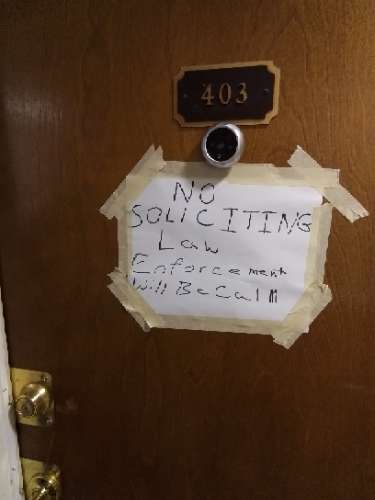 403
NO
SOLICITING
Law
Enforcement
Will Be Call